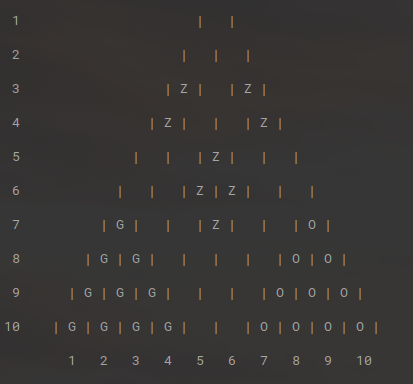 1 | |
2 | | |
3 | Z | | Z |
4 | Z | | | Z |
5 | | | Z | | |
6 | | | Z | Z | | |
7 | G | | | Z | | | O |
8 | G | G | | | | | O | O |
9 | G | G | G | | | | O | O | O |
10 | G | G | G | G | | | O | O | O | O |
1 2 3 4 5 6 7 8 9 10